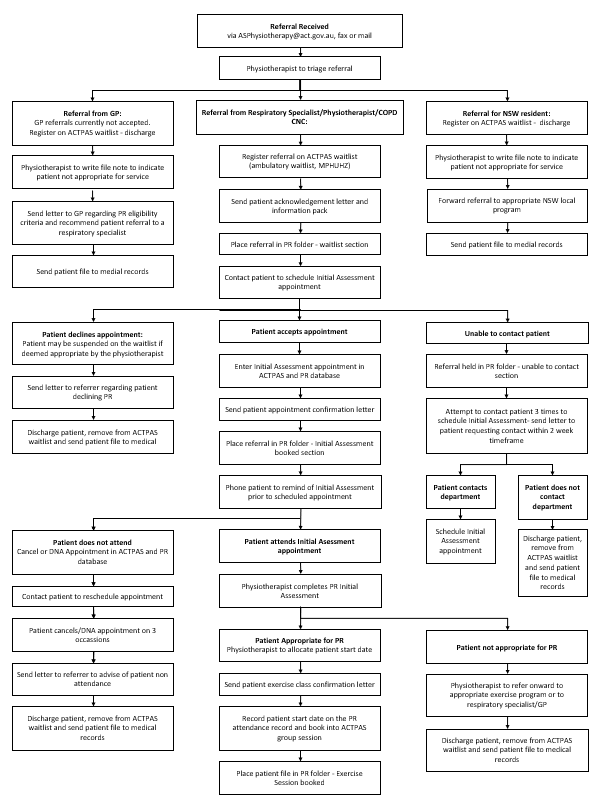 Referral Received
via ASPhysiotherapy@act.gov.au, fax or mail
Physiotherapist to triage referral
Referral from GP:
GP referrals currently not accepted.
Register on ACTPAS waitlist - discharge
Physiotherapist to write file note to indicate
patient not appropriate for service
Send letter to GP regarding PR eligibility
criteria and recommend patient referral to a
respiratory specialist
Send patient file to medial records
Referral from Respiratory Specialist/Physiotherapist/COPD
CNC:
Register referral on ACTPAS waitlist
(ambulatory waitlist, MPHUHZ)
Send patient acknowledgement letter and
information pack
Place referral in PR folder - waitlist section
Contact patient to schedule Initial Assessment
appointment
Referral for NSW resident:
Register on ACTPAS waitlist - discharge
Physiotherapist to write file note to indicate
patient not appropriate for service
Forward referral to appropriate NSW local
program
Send patient file to medial records
Patient declines appointment:
Patient may be suspended on the waitlist if
deemed appropriate by the physiotherapist
Send letter to referrer regarding patient
declining PR
Discharge patient, remove from ACTPAS
waitlist and send patient file to medical
Patient accepts appointment
Enter Initial Assessment appointment in
ACTPAS and PR database
Send patient appointment confirmation letter
Place referral in PR folder - Initial Assessment
booked section
Phone patient to remind of Initial Assessment
prior to scheduled appointment
Unable to contact patient
Referral held in PR folder - unable to contact
section
Attempt to contact patient 3 times to
schedule Initial Assessment- send letter to
patient requesting contact within 2 week
timeframe
Patient contacts
department
Schedule Initial
Assessment
appointment
Patient does not
contact
department
Discharge patient,
remove from
ACTPAS waitlist
and send patient
file to medical
records
Patient does not attend
Cancel or DNA Appointment in ACTPAS and PR
database
Contact patient to reschedule appointment
Patient cancels/DNA appointment on 3
occassions
Send letter to referrer to advise of patient non
attendance
Discharge patient, remove from ACTPAS
waitlist and send patient file to medical
records
Patient attends Initial Asessment
appointment
Physiotherapist completes PR Initial
Assessment
Patient Appropriate for PR
Physiotherapist to allocate patient start date
Send patient exercise class confirmation letter
Record patient start date on the PR
attendance record and book into ACTPAS
group session
Place patient file in PR folder - Exercise
Session booked
Patient not appropriate for PR
Physiotherapist to refer onward to
appropriate exercise program or to
respiratory specialist/GP
Discharge patient, remove from ACTPAS
waitlist and send patient file to medical
records